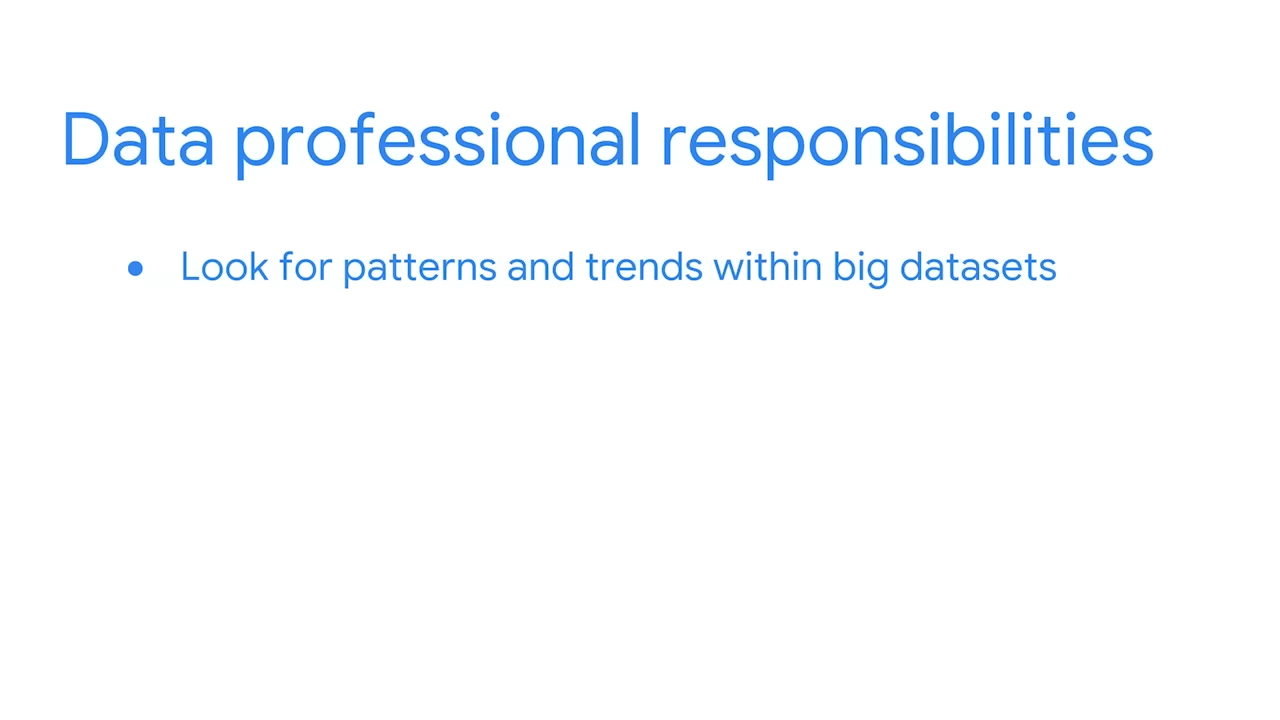 Data professional responsibilities
● Look for patterns and trends within big datasets